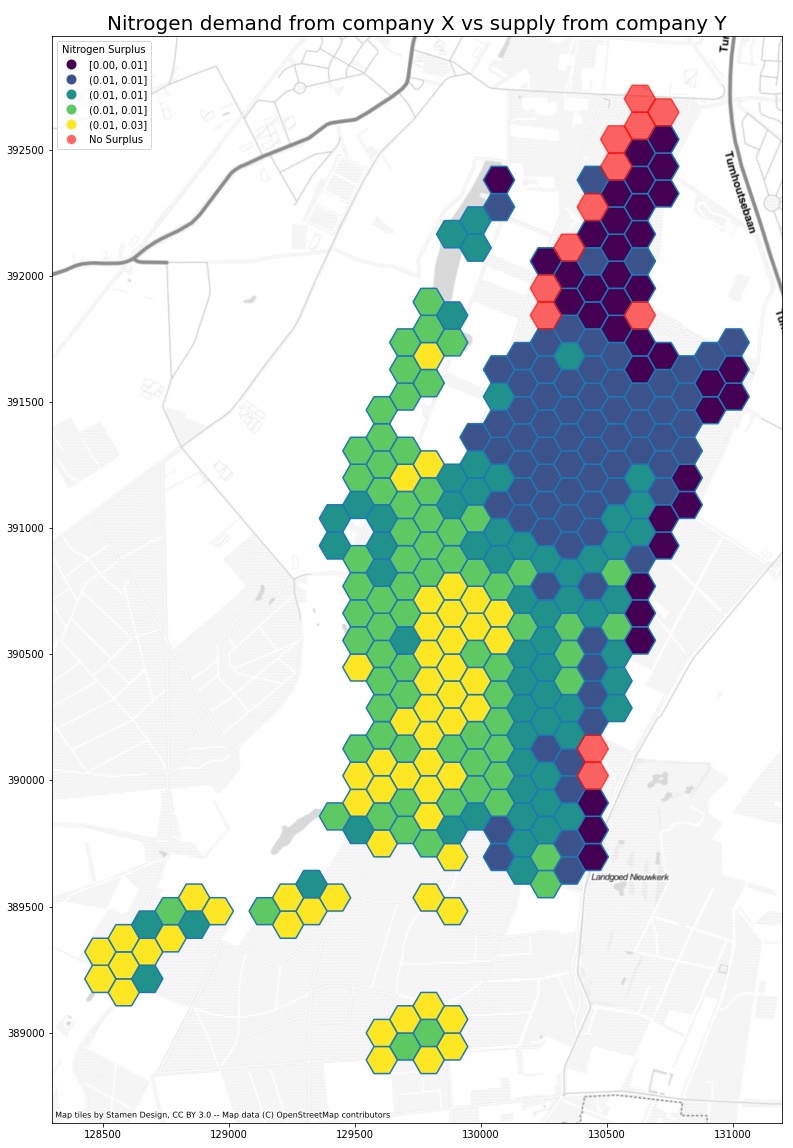 Nitrogen demand from company X vs supply from company Y
Nitrogen Surplus
[0.00, 0.01]
(0.01, 0.01]
(0.01, 0.01]
(0.01, 0.01]
(0.01, 0.03]
No Surplus
392500
392000
391500
391000
390500
390000
389500
389000
Turnhoutsebaan
Landgoed Nieuwkerk
Map tiles by Stamen Design, CC BY 3.0 -- Map data (C) OpenStreetMap contributors
128500 129000 129500 130000 130500 131000